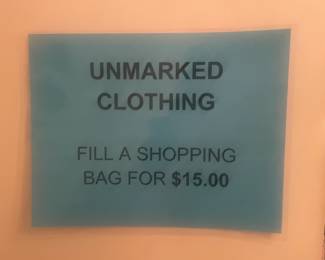 UNMARKED
CLOTHING
FILL A SHOPPING
BAG FOR $15.00